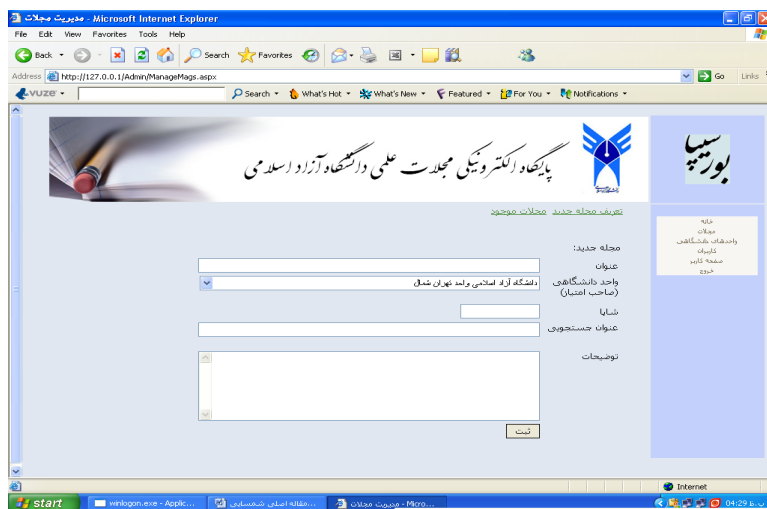 مدیریت مجلات - Microsoft Internet Explorer
File Edit View Favorites Tools Help
Back Search Favorites
Address http://127.0.0.1/Admin/ManageMags.aspx Go Links
VUZE Search What's Hot What's New Featured For You Notifications
پایگاه الکترونیکی مجلات علمی دانشگاه آزاد اسلامی
بورسیپا
تعریف مجله جدید مجلات موجود
خانه
مجلات
واحدهای دانشگاهی
کاربران
صفحه کاربر
خروج
مجله جدید:
عنوان
واحد دانشگاهی
(صاحب امتیاز)
دانشگاه آزاد اسلامی واحد تهران شمال
شاپا
عنوان جستجویی
توضیحات
ثبت
Internet
start winlogon.exe - Applic... مقاله اصلی شمسایی... مدیریت مجلات - Micro... 04:29 ب.ظ